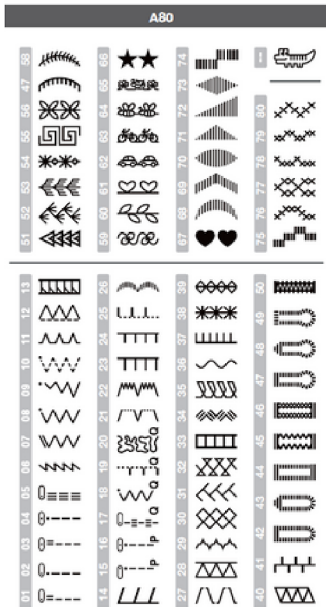 A80
58 66 74
57 65 73
56 64 72 80
55 63 71 79
54 62 70 78
53 61 69 77
52 60 68 76
51 59 67 75
13 26 39 50
12 25 38 49
11 24 37 48
10 23 36 47
09 22 35 46
08 21 34 45
07 20 Q 33 44
06 19 Q 32 43
05 18 Q 31 42
04 17 Q 30 41
03 16 P 29 40
02 15 P 28
01 14 27